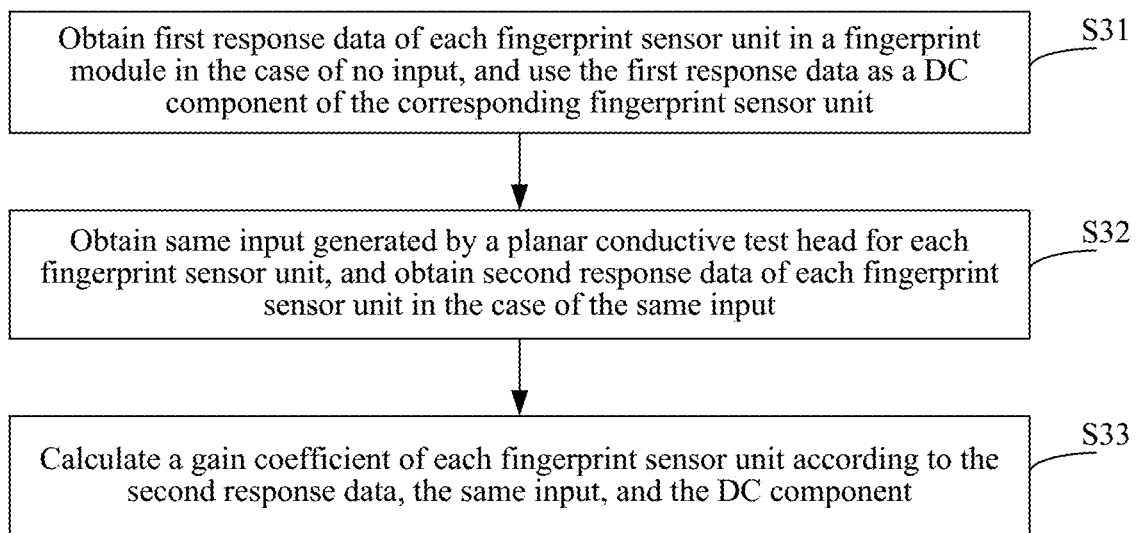 Obtain first response data of each fingerprint sensor unit in a fingerprint
module in the case of no input, and use the first response data as a DC
component of the corresponding fingerprint sensor unit
S31
Obtain same input generated by a planar conductive test head for each
fingerprint sensor unit, and obtain second response data of each fingerprint
sensor unit in the case of the same input
S32
Calculate a gain coefficient of each fingerprint sensor unit according to the
second response data, the same input, and the DC component
S33